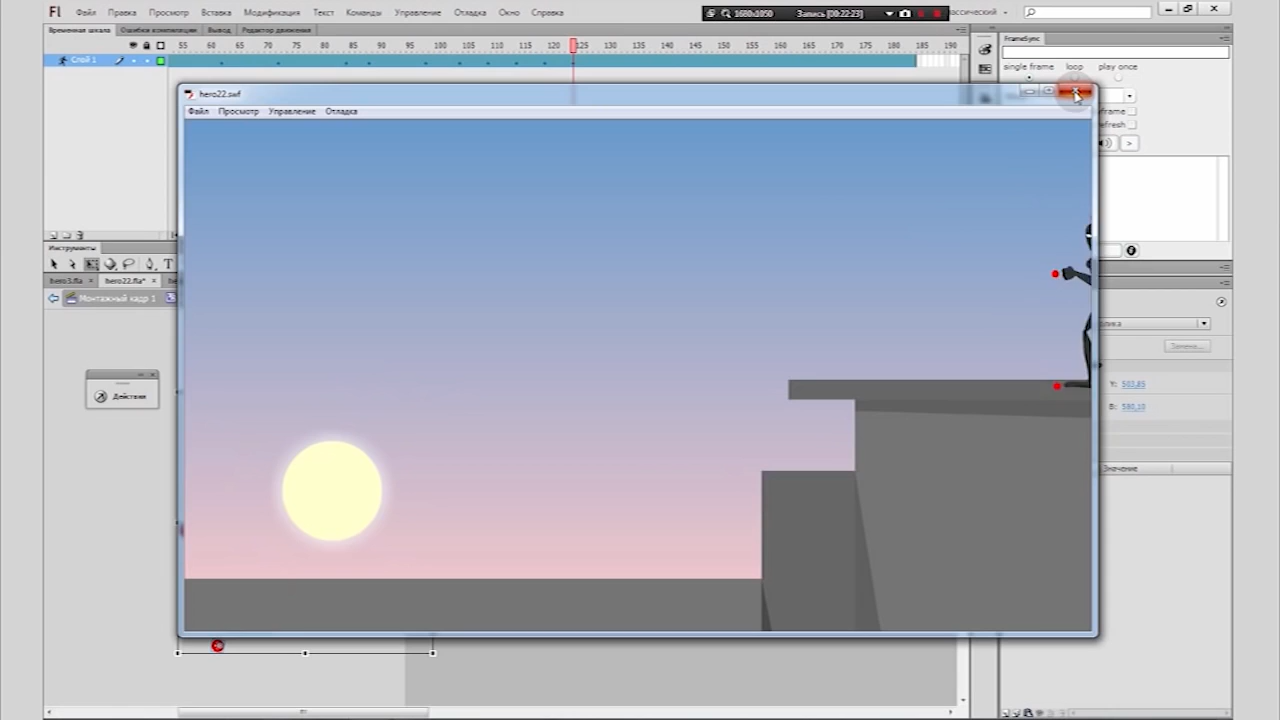 Fl Файл Правка Просмотр Вставка Модификация Текст Команды Управление Отладка Окно Справка
1680x1050 Запись [00:22:23]
Временная шкала Ошибки компиляции Вывод Редактор движения
FrameSync
55 60 65 70 75 80 85 90 95 100 105 110 115 120 125 130 135 140 145 150 155 160 165 170 175 180 185 190
Слой 1
single frame loop play once
hero22.swf
Файл Просмотр Управление Отладка
Инструменты
T
hero3.fla × hero22.fla* ×
Монтажный кадр 1
Замена...
Действия
Y: 503,85
В: 580,10
Значение